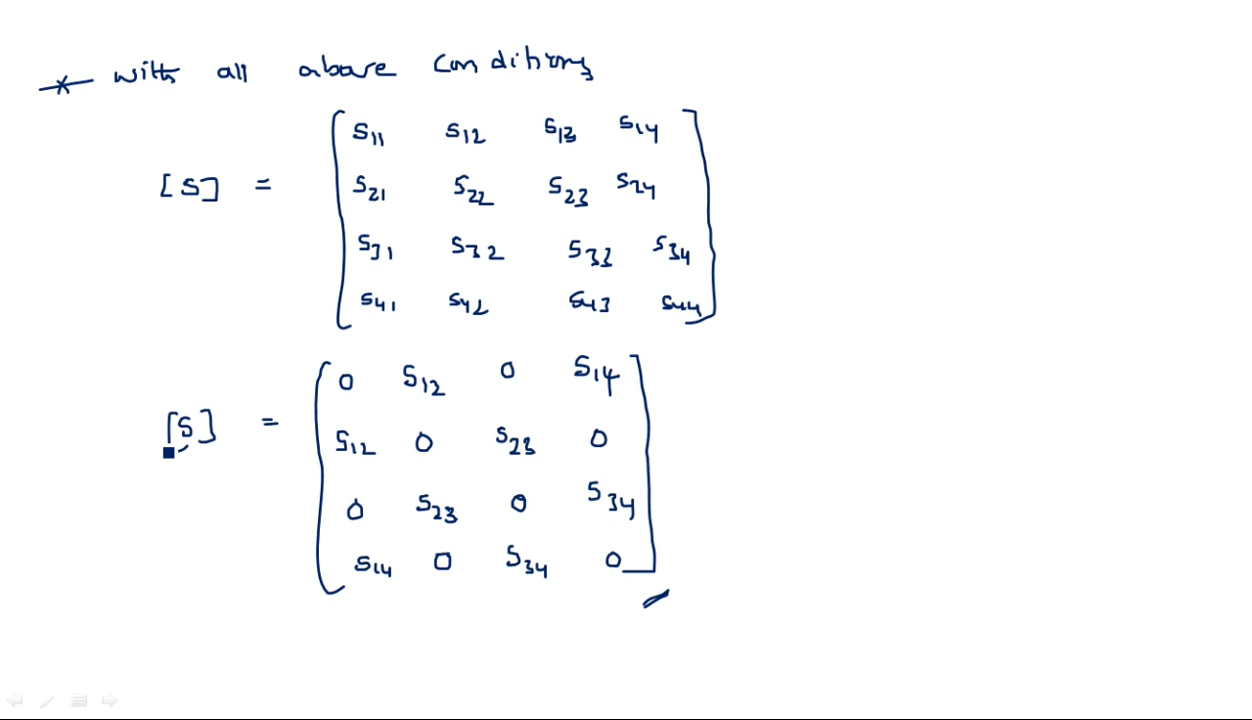 * with all above conditions
S11 S12 S13 S14
[S] = S21 S22 S23 S24
S31 S32 S33 S34
S41 S42 S43 S44
0 S12 0 S14
[S] = S12 0 S23 0
0 S23 0 S34
S14 0 S34 0